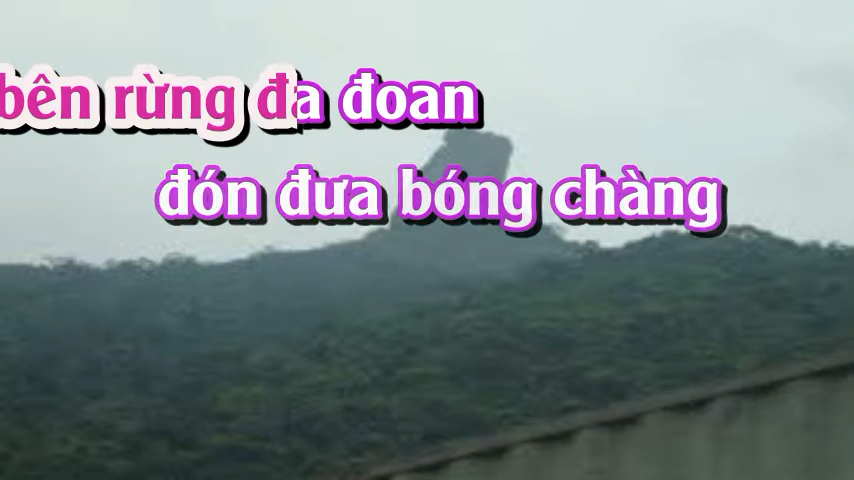 bên rừng đa đoan
đón đưa bóng chàng